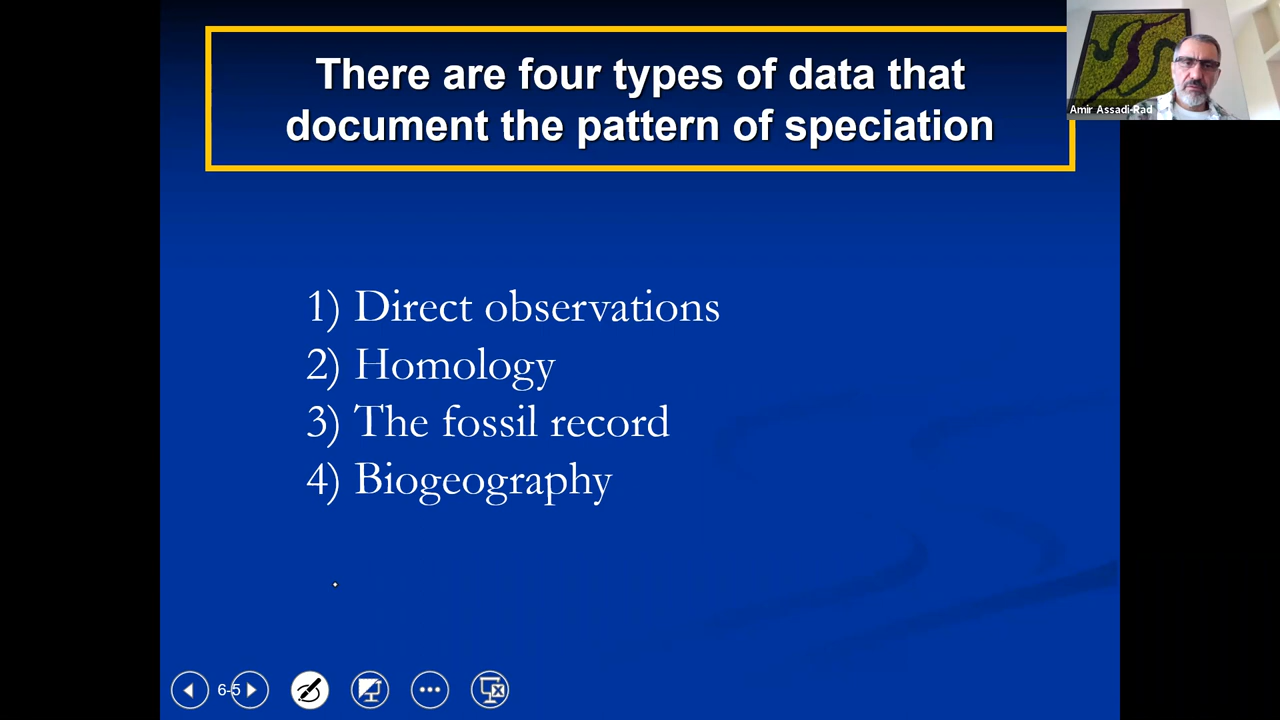 There are four types of data that
document the pattern of speciation
Amir Assadi-Rad
1) Direct observations
2) Homology
3) The fossil record
4) Biogeography
6-5